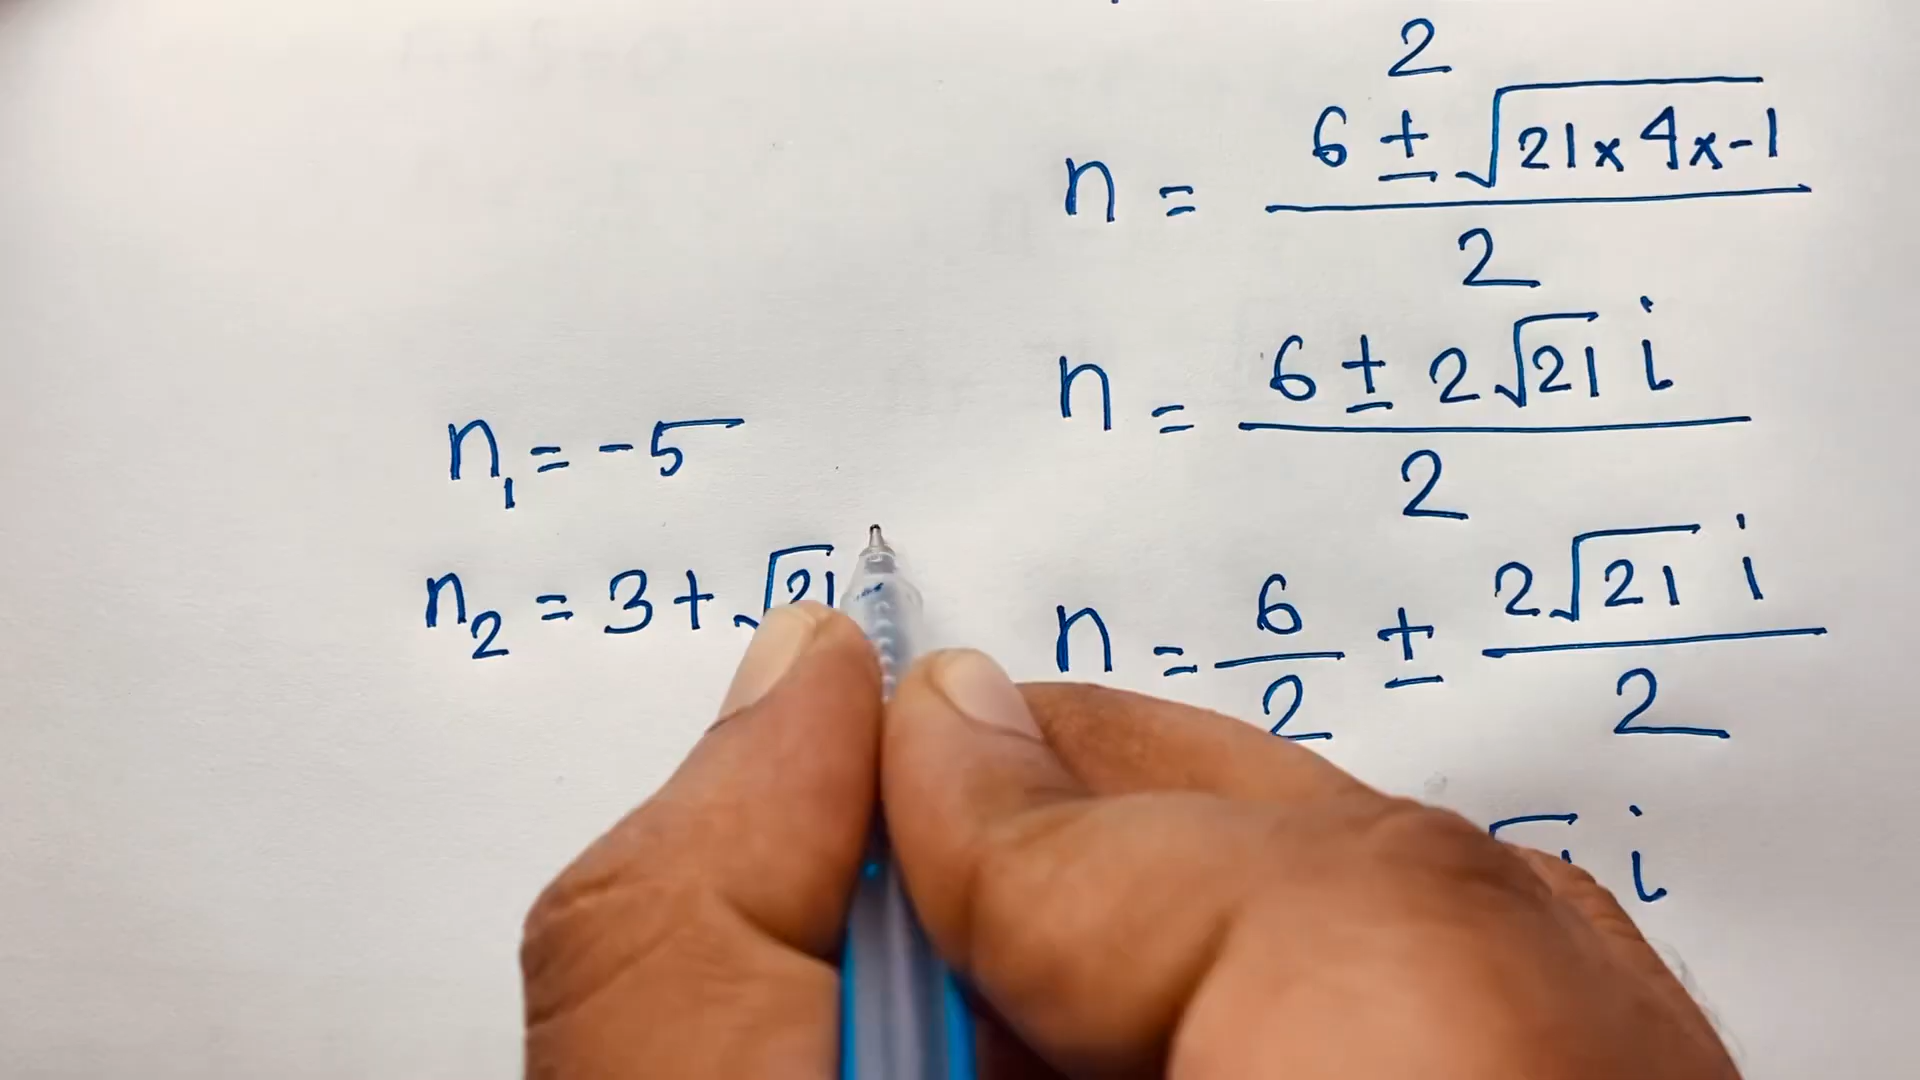 n₁ = -5
n₂ = 3 + √21
2
n = (6 ± √(21 x 4 x -1)) / 2
n = (6 ± 2√21 i) / 2
n = 6/2 ± 2√21 i / 2
i